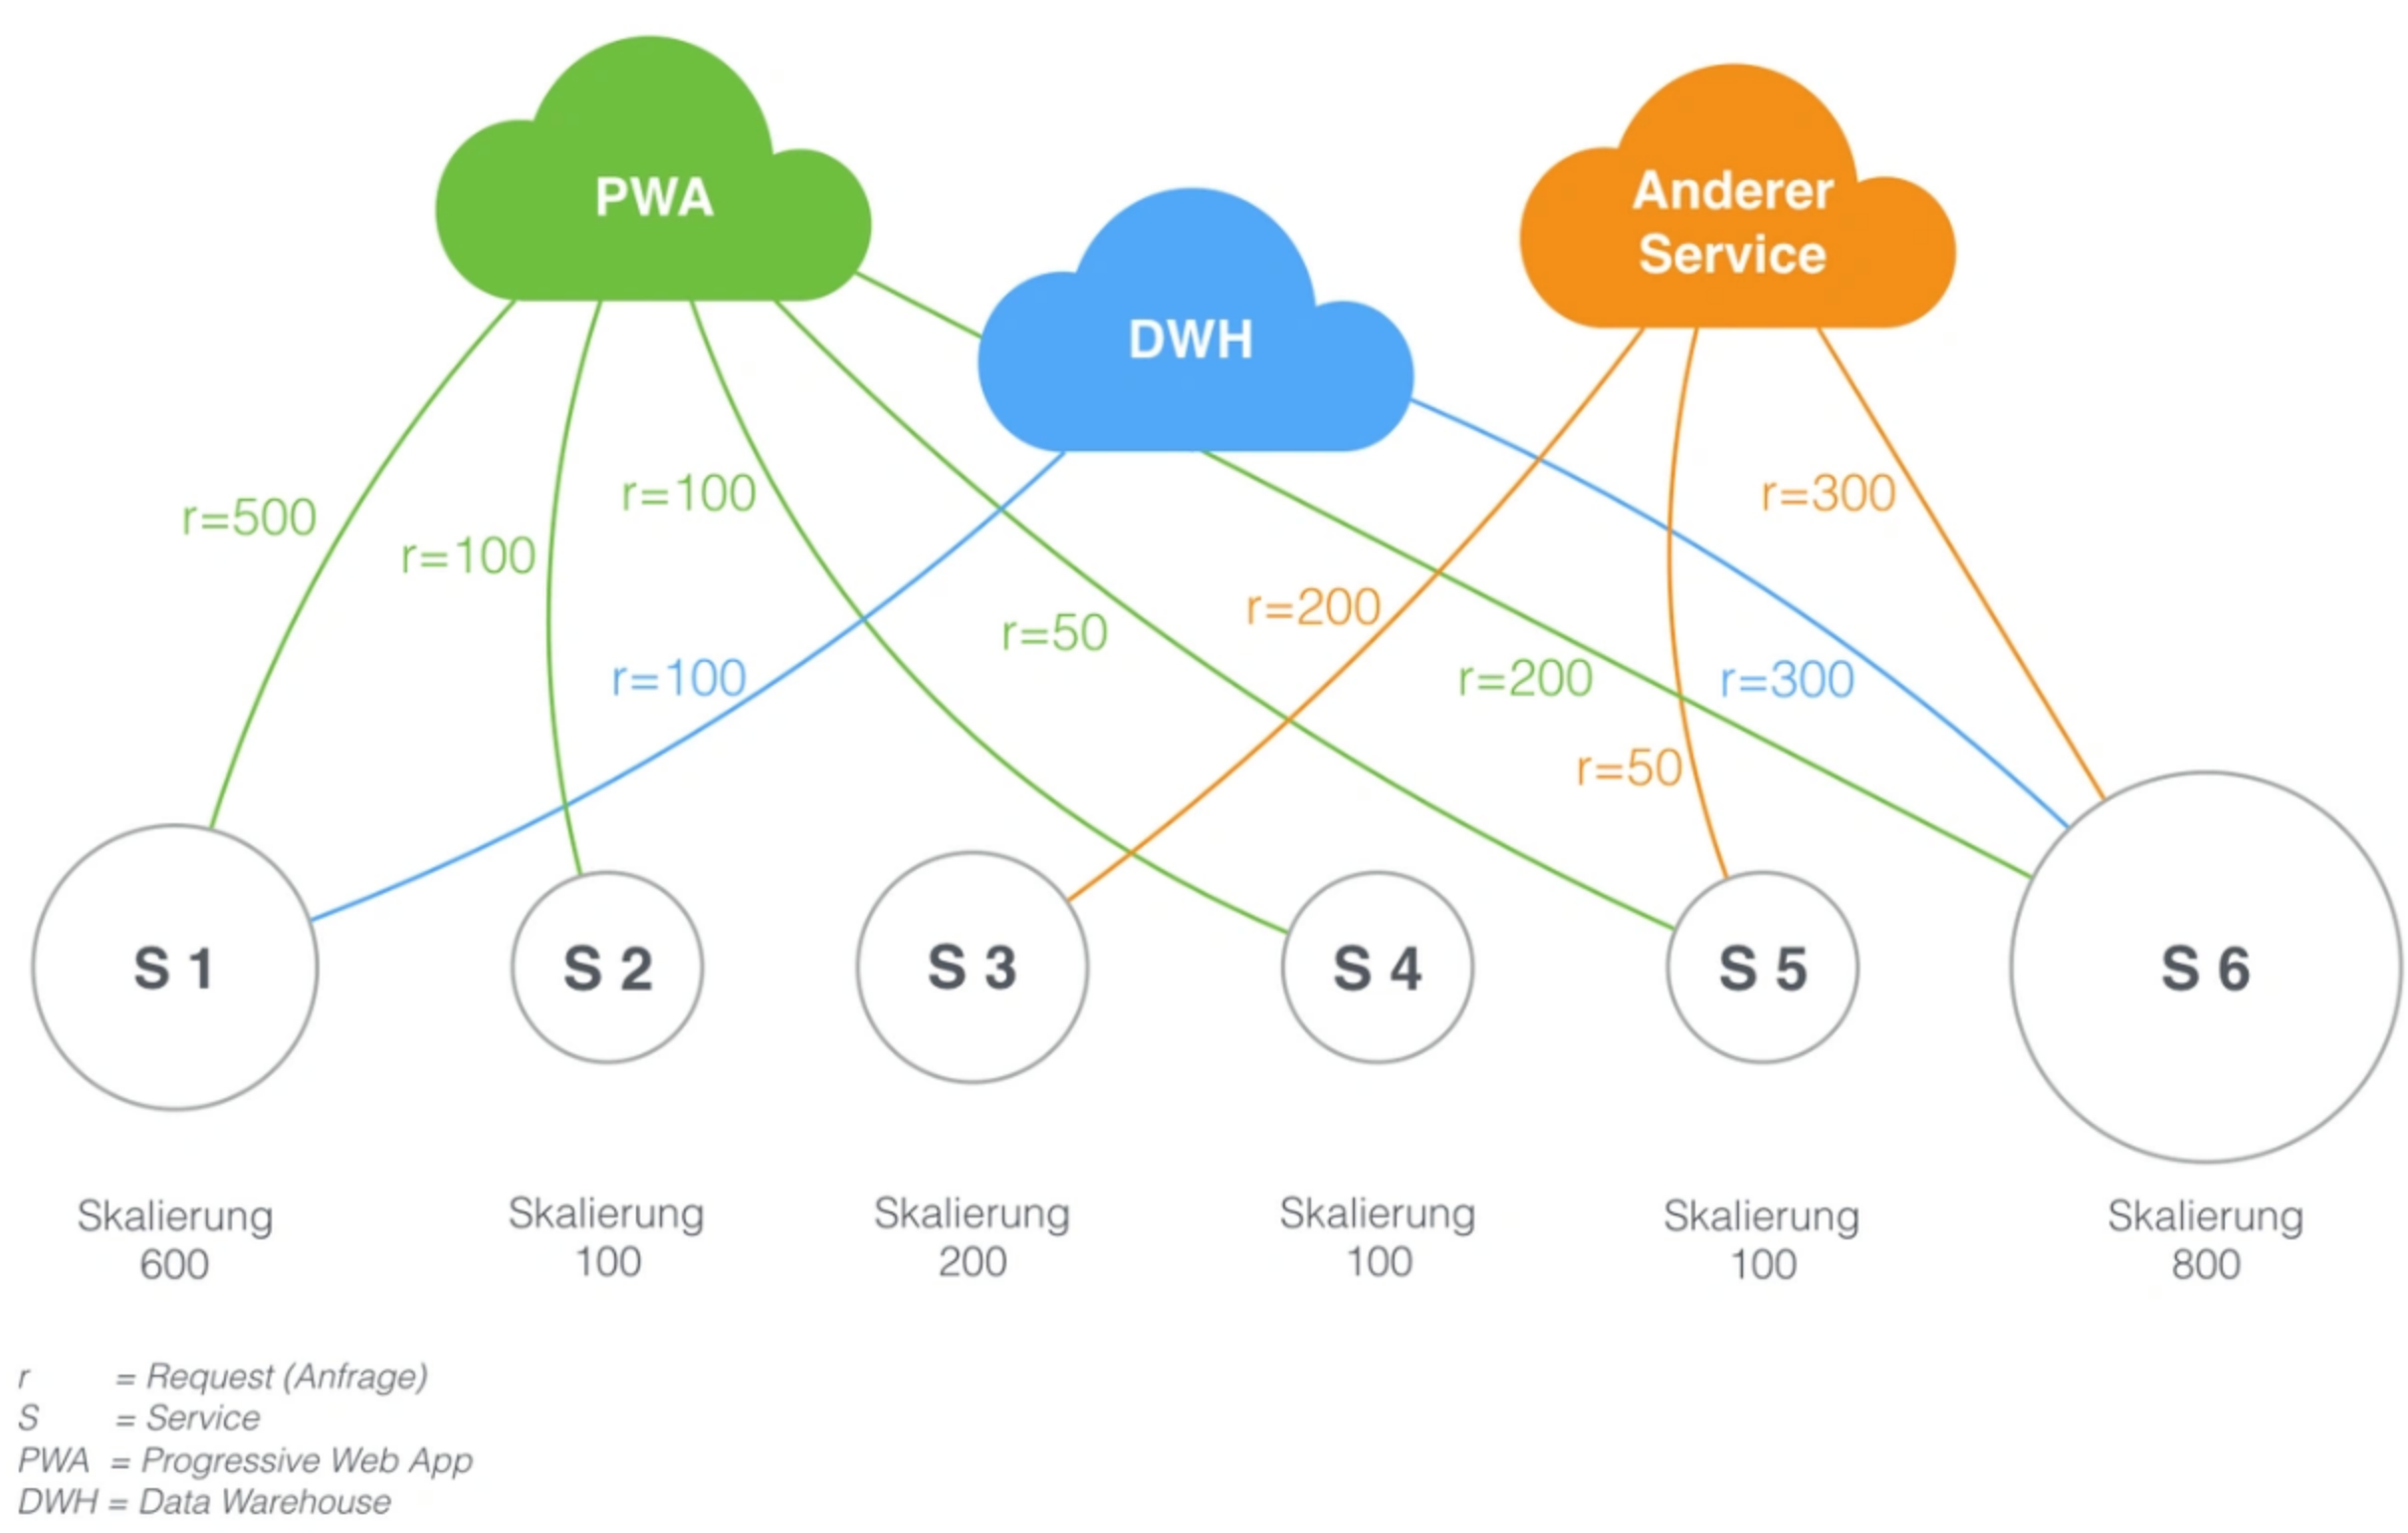 PWA
Anderer
Service
DWH
r=500
r=100
r=100
r=300
r=50
r=200
r=100
r=200
r=300
r=50
S 1
S 2
S 3
S 4
S 5
S 6
Skalierung
600
Skalierung
100
Skalierung
200
Skalierung
100
Skalierung
100
Skalierung
800
r = Request (Anfrage)
S = Service
PWA = Progressive Web App
DWH = Data Warehouse